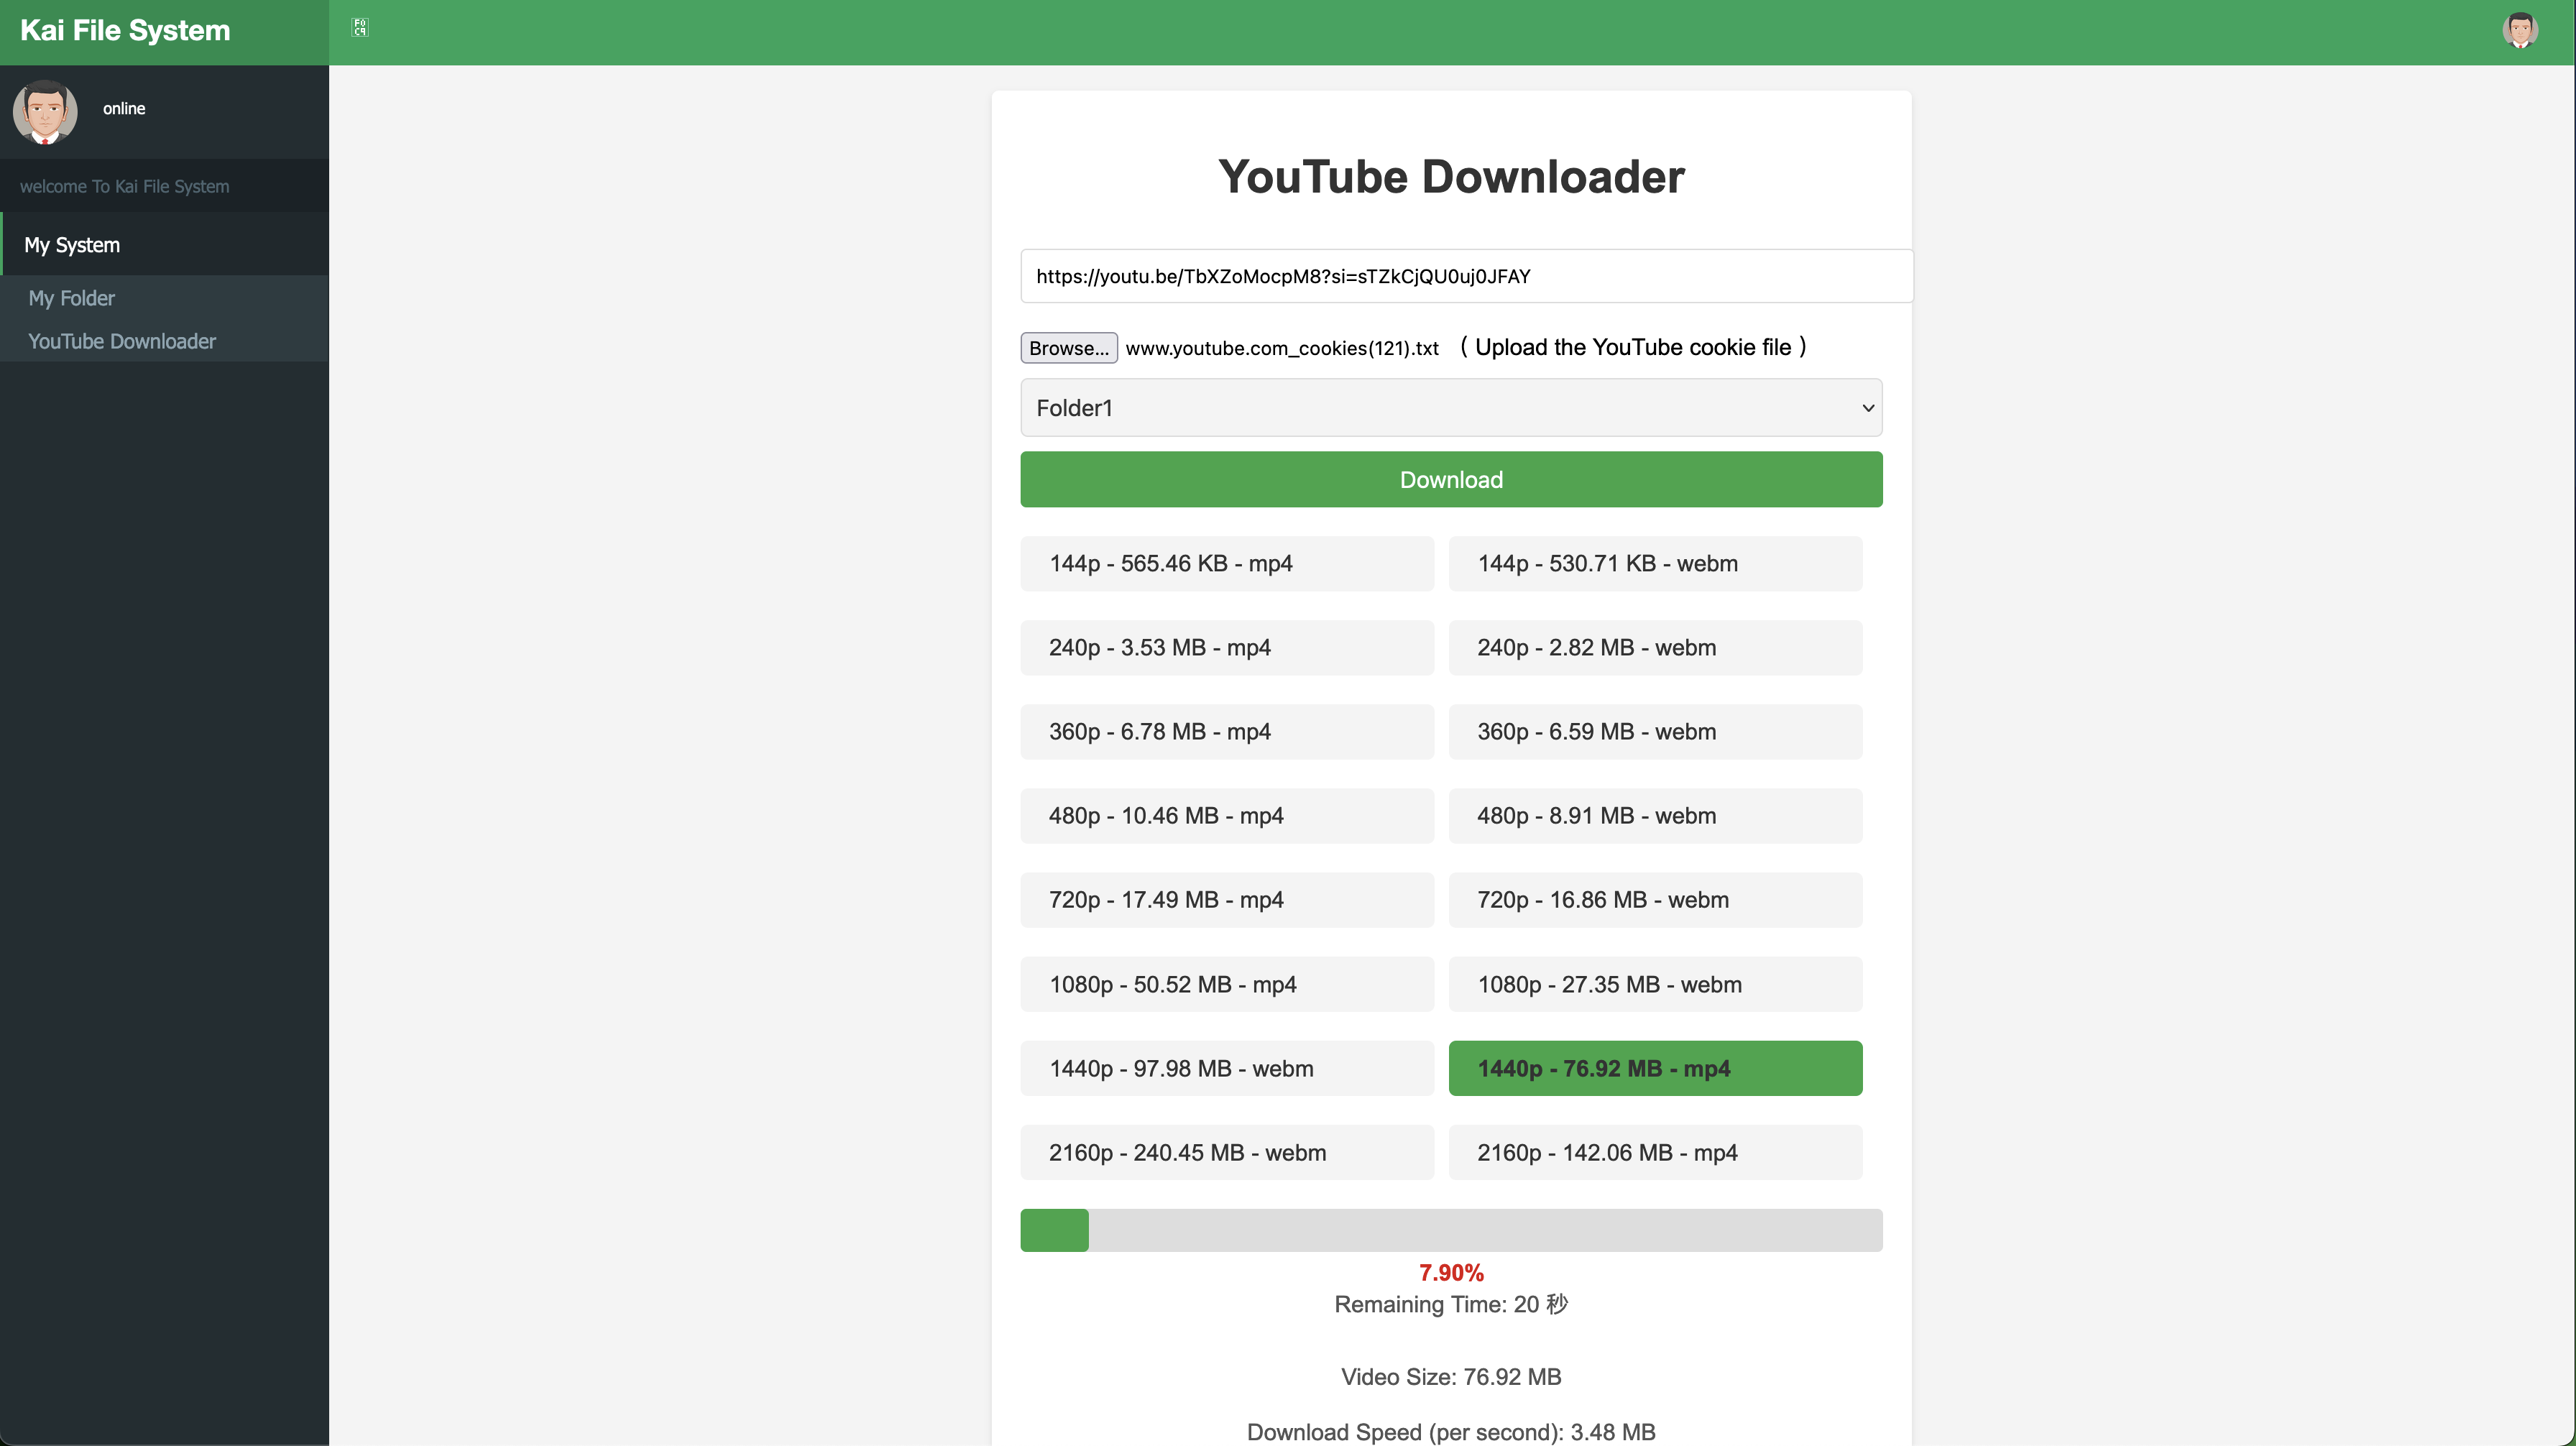 Kai File System
online
welcome To Kai File System
My System
My Folder
YouTube Downloader
YouTube Downloader
https://youtu.be/TbXZoMocpM8?si=sTZkCjQU0uj0JFAY
Browse... www.youtube.com_cookies(121).txt （Upload the YouTube cookie file）
Folder1
Download
144p - 565.46 KB - mp4
144p - 530.71 KB - webm
240p - 3.53 MB - mp4
240p - 2.82 MB - webm
360p - 6.78 MB - mp4
360p - 6.59 MB - webm
480p - 10.46 MB - mp4
480p - 8.91 MB - webm
720p - 17.49 MB - mp4
720p - 16.86 MB - webm
1080p - 50.52 MB - mp4
1080p - 27.35 MB - webm
1440p - 97.98 MB - webm
1440p - 76.92 MB - mp4
2160p - 240.45 MB - webm
2160p - 142.06 MB - mp4
7.90%
Remaining Time: 20 秒
Video Size: 76.92 MB
Download Speed (per second): 3.48 MB